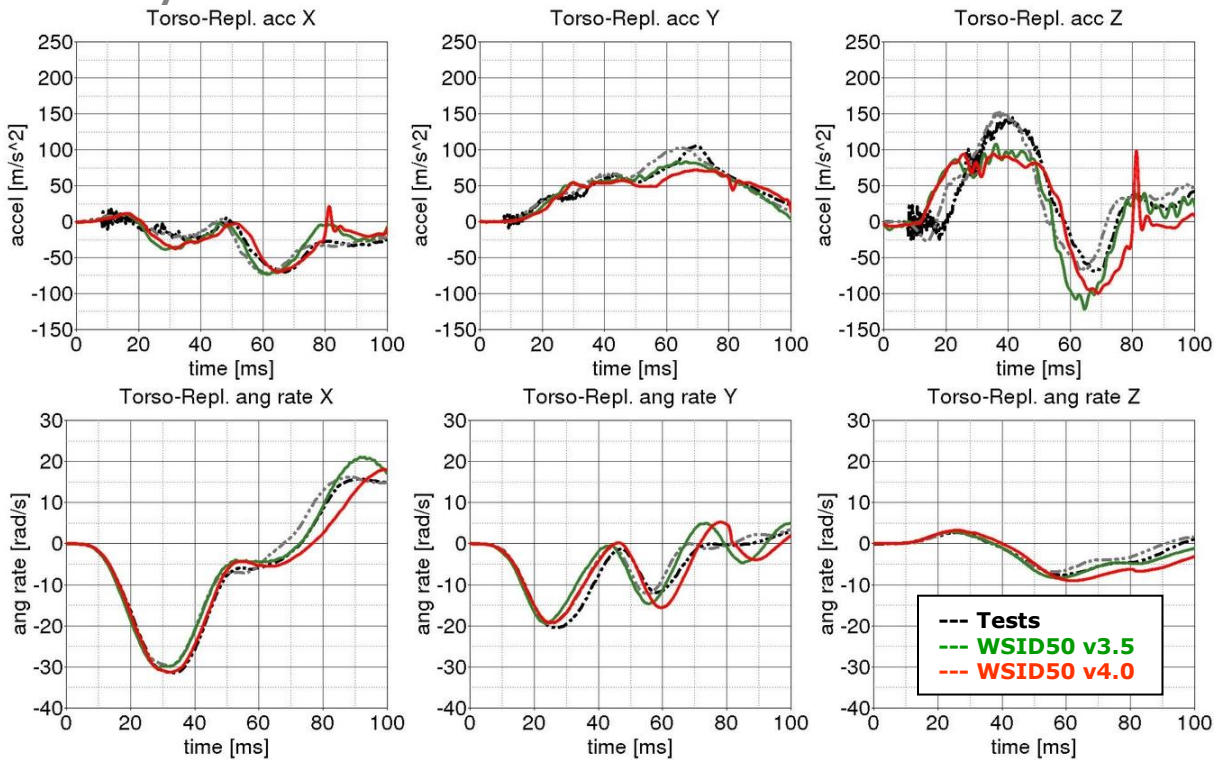 Torso-Repl. acc X
Torso-Repl. acc Y
Torso-Repl. acc Z
250
200
150
100
50
0
-50
-100
-150
accel [m/s^2]
0 20 40 60 80 100
time [ms]
250
200
150
100
50
0
-50
-100
-150
accel [m/s^2]
0 20 40 60 80 100
time [ms]
250
200
150
100
50
0
-50
-100
-150
accel [m/s^2]
0 20 40 60 80 100
time [ms]
Torso-Repl. ang rate X
Torso-Repl. ang rate Y
Torso-Repl. ang rate Z
30
20
10
0
-10
-20
-30
-40
ang rate [rad/s]
0 20 40 60 80 100
time [ms]
30
20
10
0
-10
-20
-30
-40
ang rate [rad/s]
0 20 40 60 80 100
time [ms]
30
20
10
0
-10
-20
-30
-40
ang rate [rad/s]
0 20 40 60 80 100
time [ms]
--- Tests
--- WSID50 v3.5
--- WSID50 v4.0